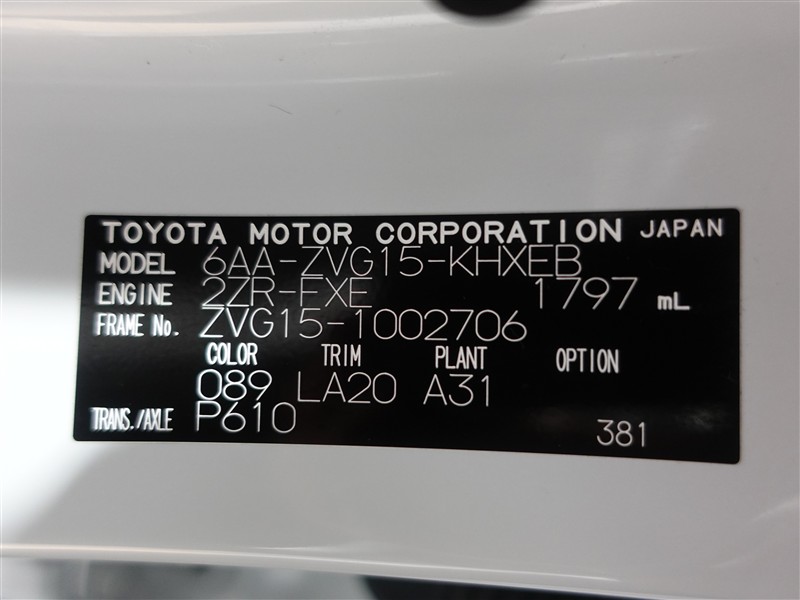 TOYOTA MOTOR CORPORATION JAPAN
MODEL 6AA-ZVG15-KHXEB
ENGINE 2ZR-FXE 1797 mL
FRAME No. ZVG15-1002706
COLOR TRIM PLANT OPTION
089 LA20 A31
TRANS./AXLE P610
381